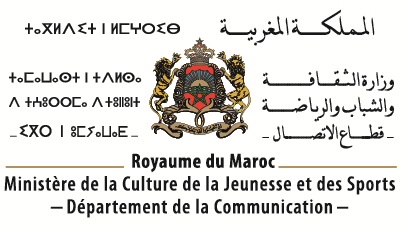 ⵜⴰⴳⵍⴷⵉⵜ ⵏ ⵍⵎⵖⵔⵉⴱ
المملكة المغربية
ⵜⴰⵎⴰⵡⴰⵙⵜ ⵏ ⵜⴷⵍⵙⴰ
وزارة الثقافة
والشباب والرياضة
- قطاع الاتصال -
Royaume du Maroc
Ministère de la Culture de la Jeunesse et des Sports
– Département de la Communication –